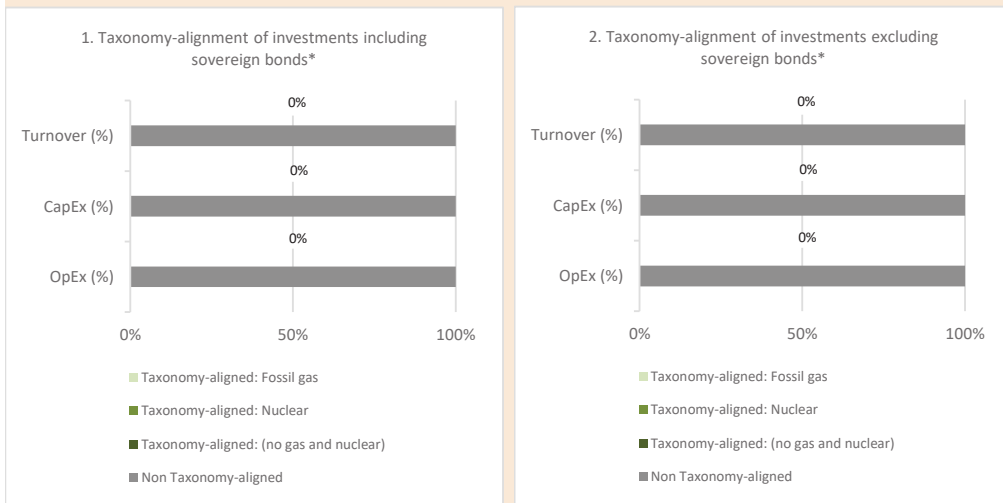 1. Taxonomy-alignment of investments including
sovereign bonds*
0%
Turnover (%)
0%
CapEx (%)
0%
OpEx (%)
0% 50% 100%
Taxonomy-aligned: Fossil gas
Taxonomy-aligned: Nuclear
Taxonomy-aligned: (no gas and nuclear)
Non Taxonomy-aligned
2. Taxonomy-alignment of investments excluding
sovereign bonds*
0%
Turnover (%)
0%
CapEx (%)
0%
OpEx (%)
0% 50% 100%
Taxonomy-aligned: Fossil gas
Taxonomy-aligned: Nuclear
Taxonomy-aligned: (no gas and nuclear)
Non Taxonomy-aligned